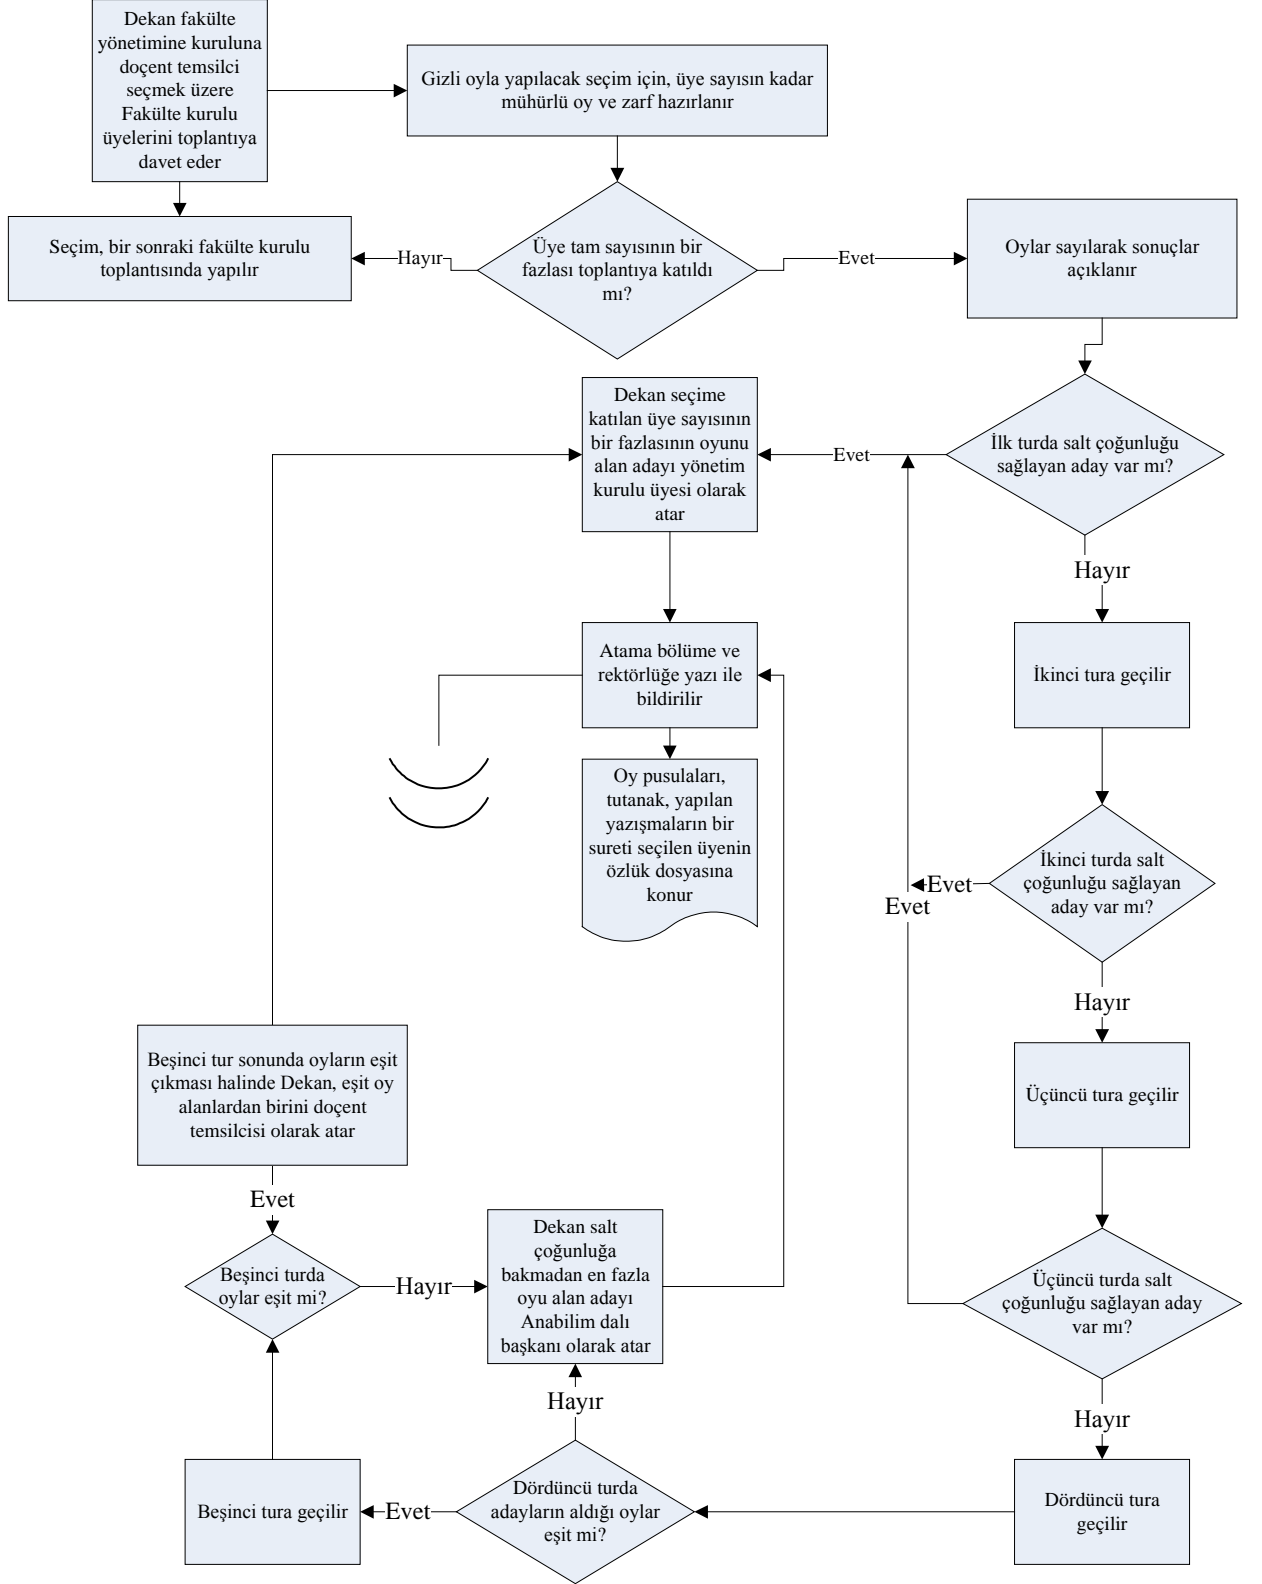 Dekan fakülte
yönetimine kuruluna
doçent temsilci
seçmek üzere
Fakülte kurulu
üyelerini toplantıya
davet eder
Gizli oyla yapılacak seçim için, üye sayısın kadar
mühürlü oy ve zarf hazırlanır
Seçim, bir sonraki fakülte kurulu
toplantısında yapılır
Hayır
Üye tam sayısının bir
fazlası toplantıya katıldı
mı?
Evet
Oylar sayılarak sonuçlar
açıklanır
Dekan seçime
katılan üye sayısının
bir fazlasının oyunu
alan adayı yönetim
kurulu üyesi olarak
atar
Evet
İlk turda salt çoğunluğu
sağlayan aday var mı?
Hayır
Atama bölüme ve
rektörlüğe yazı ile
bildirilir
İkinci tura geçilir
Oy pusulaları,
tutanak, yapılan
yazışmaların bir
sureti seçilen üyenin
özlük dosyasına
konur
Evet
Evet
İkinci turda salt
çoğunluğu sağlayan
aday var mı?
Hayır
Beşinci tur sonunda oyların eşit
çıkması halinde Dekan, eşit oy
alanlardan birini doçent
temsilcisi olarak atar
Üçüncü tura geçilir
Evet
Beşinci turda
oylar eşit mi?
Hayır
Dekan salt
çoğunluğa
bakmadan en fazla
oyu alan adayı
Anabilim dalı
başkanı olarak atar
Üçüncü turda salt
çoğunluğu sağlayan aday
var mı?
Hayır
Hayır
Beşinci tura geçilir
Evet
Dördüncü turda
adayların aldığı oylar
eşit mi?
Dördüncü tura
geçilir